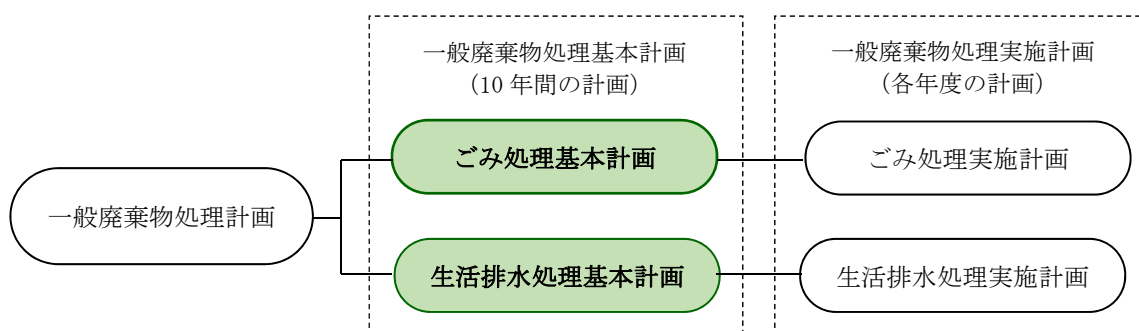 一般廃棄物処理計画
一般廃棄物処理基本計画
(10 年間の計画)
ごみ処理基本計画
生活排水処理基本計画
一般廃棄物処理実施計画
(各年度の計画)
ごみ処理実施計画
生活排水処理実施計画